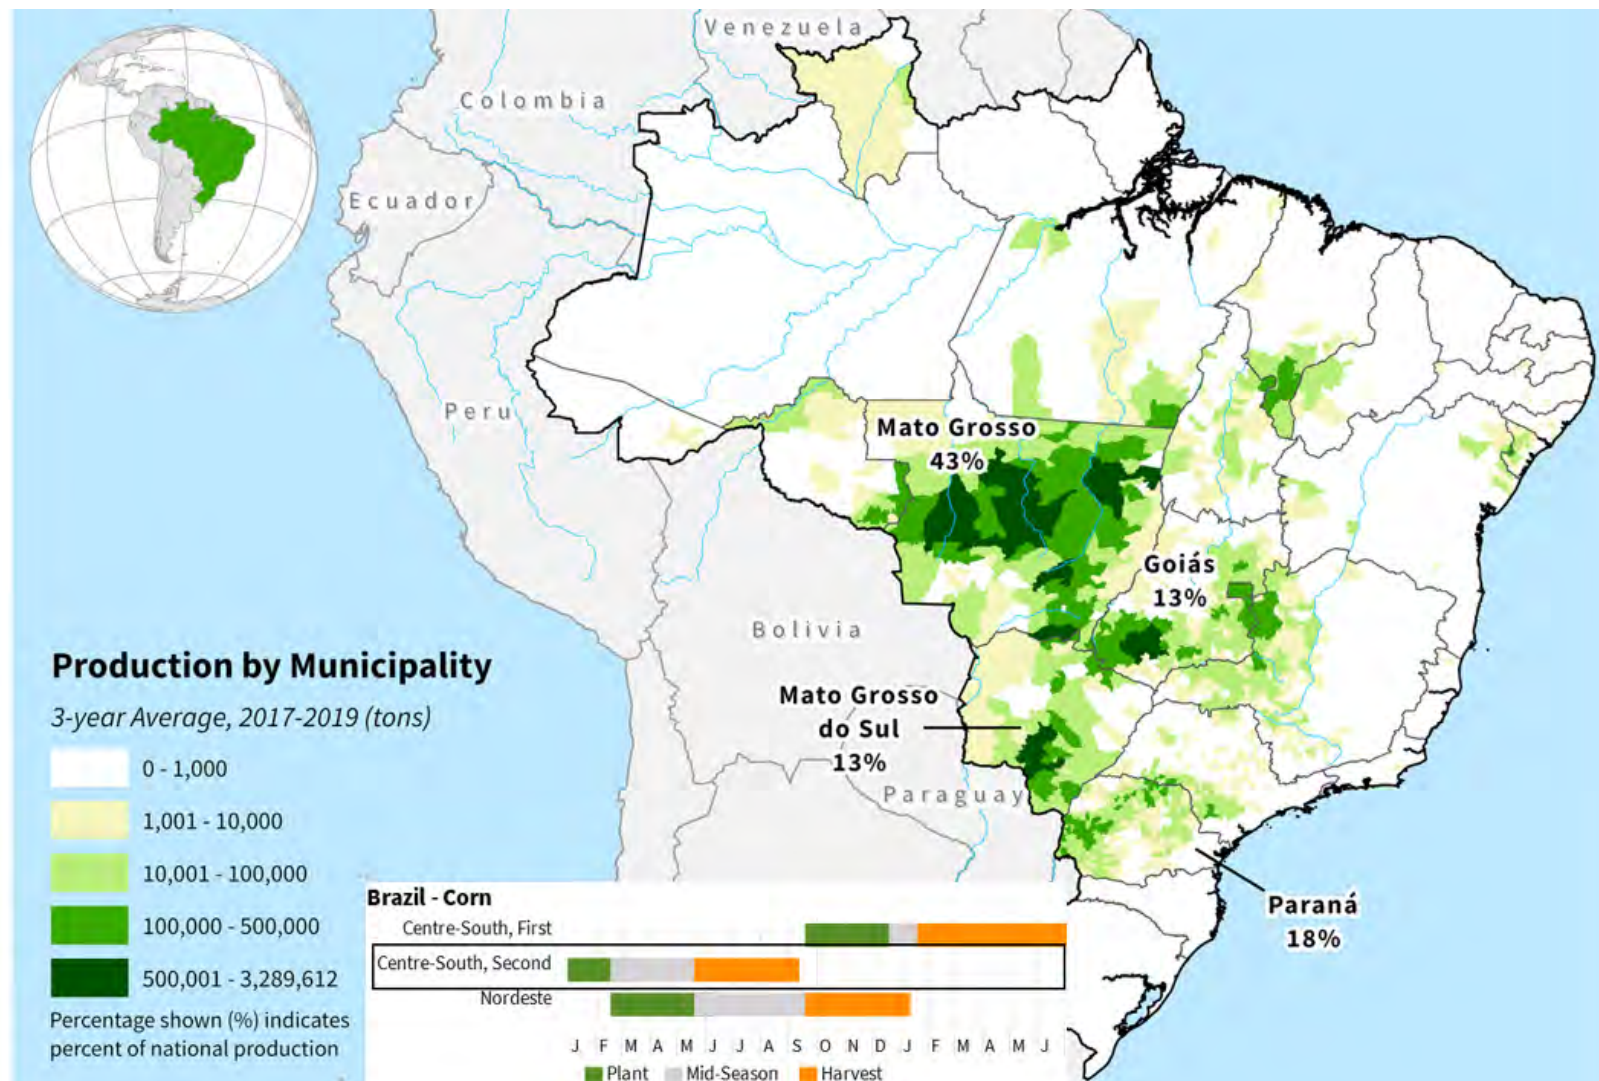 Venezuela
Colombia
Ecuador
Peru
Mato Grosso
43%
Goiás
13%
Bolivia
Mato Grosso
do Sul
13%
Paraguay
Paraná
18%
Production by Municipality
3-year Average, 2017-2019 (tons)
0 - 1,000
1,001 - 10,000
10,001 - 100,000
100,000 - 500,000
500,001 - 3,289,612
Percentage shown (%) indicates
percent of national production
Brazil - Corn
Centre-South, First
Centre-South, Second
Nordeste
J F M A M J J A S O N D J F M A M J
Plant Mid-Season Harvest